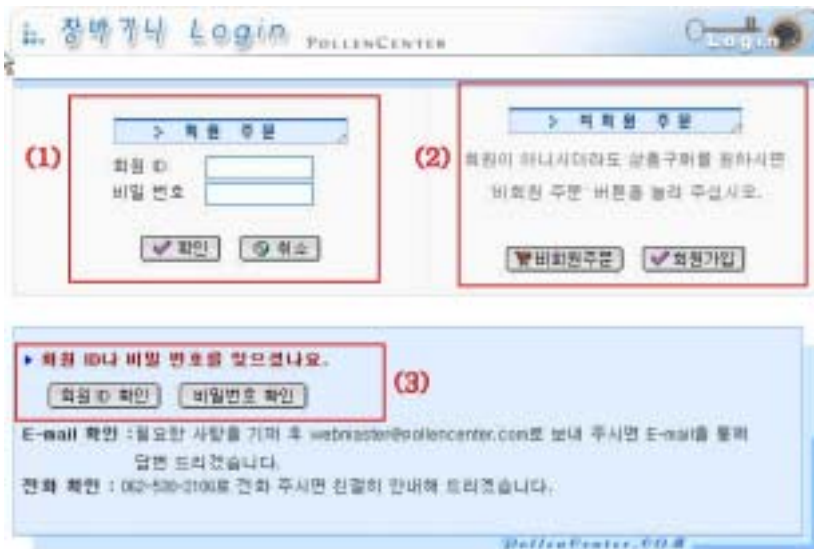 장바구니 Login PollenCenter
Login
> 회원 주문
(1)
회원 ID
비밀 번호
확인 취소
> 비회원 주문
(2)
회원이 아니시더라도 상품구매를 원하시면
'비회원 주문' 버튼을 눌러 주십시오.
비회원주문 회원가입
회원 ID나 비밀 번호를 잊으셨나요.
회원 ID 확인 비밀번호 확인
(3)
E-mail 확인 : 필요한 사항을 기재 후 webmaster@pollencenter.com로 보내 주시면 E-mail을 통해
답변 드리겠습니다.
전화 확인 : 로 전화 주시면 친절히 안내해 드리겠습니다.
PollenCenter.COM